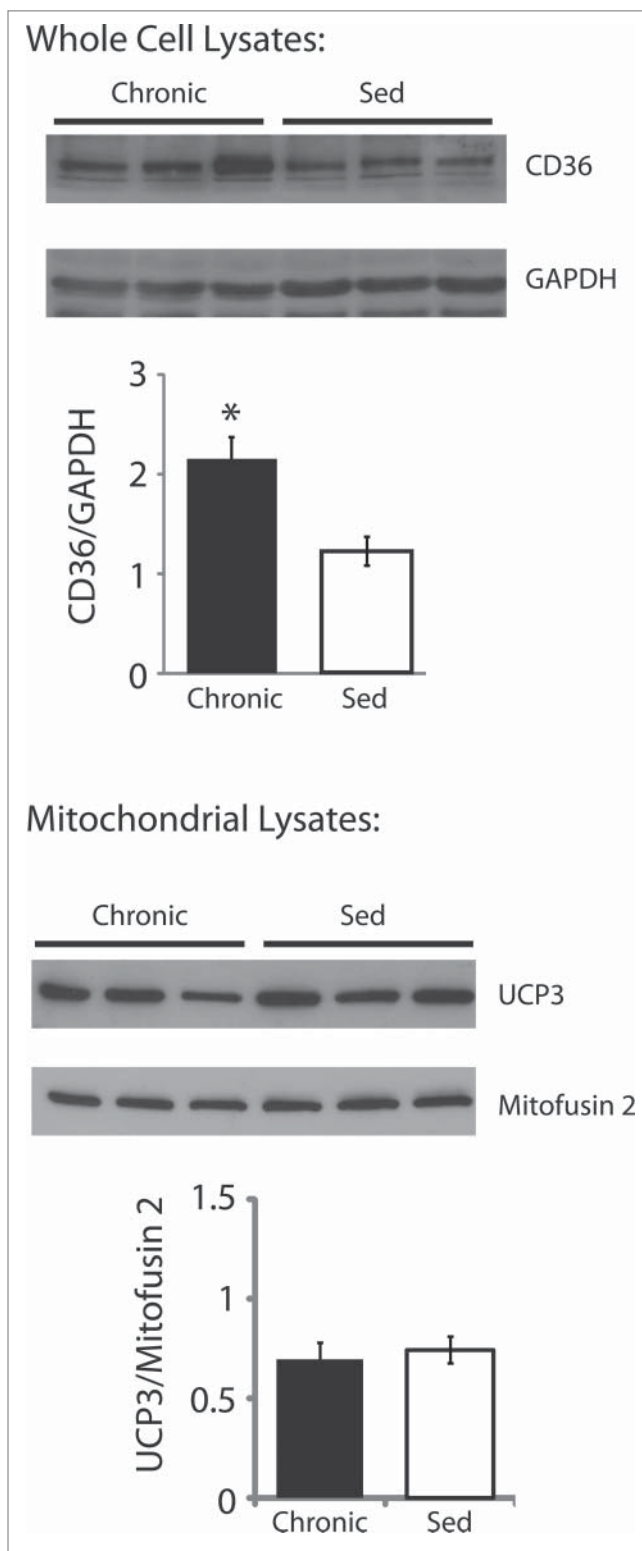 Whole Cell Lysates:
Chronic Sed
CD36
GAPDH
CD36/GAPDH
3
*
2
1
0
Chronic Sed
Mitochondrial Lysates:
Chronic Sed
UCP3
Mitofusin 2
UCP3/Mitofusin 2
1.5
1
0.5
0
Chronic Sed